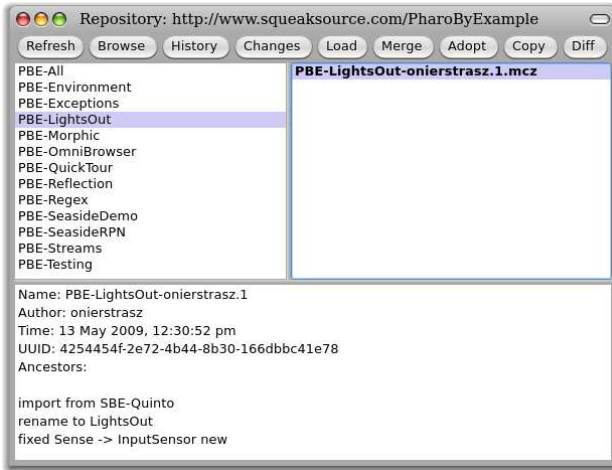 Repository: http://www.squeaksource.com/PharoByExample
Refresh Browse History Changes Load Merge Adopt Copy Diff
PBE-All
PBE-Environment
PBE-Exceptions
PBE-LightsOut
PBE-Morphic
PBE-OmniBrowser
PBE-QuickTour
PBE-Reflection
PBE-Regex
PBE-SeasideDemo
PBE-SeasideRPN
PBE-Streams
PBE-Testing
PBE-LightsOut-onierstrasz.1.mcz
Name: PBE-LightsOut-onierstrasz.1
Author: onierstrasz
Time: 13 May 2009, 12:30:52 pm
UUID: 4254454f-2e72-4b44-8b30-166dbbc41e78
Ancestors:
import from SBE-Quinto
rename to LightsOut
fixed Sense -> InputSensor new